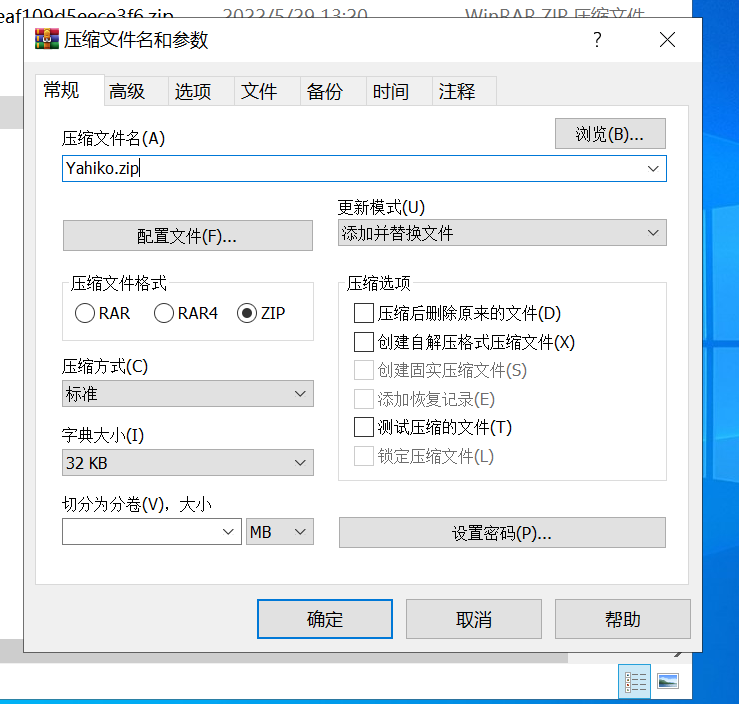 eaf109d5eece3f6.zip 2022/5/29 13:20 WinRAR ZIP 压缩文件
压缩文件名和参数
常规 高级 选项 文件 备份 时间 注释
压缩文件名(A) 浏览(B)...
Yahiko.zip
更新模式(U)
配置文件(F)... 添加并替换文件
压缩文件格式 压缩选项
RAR RAR4 ZIP 压缩后删除原来的文件(D)
创建自解压格式压缩文件(X)
压缩方式(C) 创建固实压缩文件(S)
标准 添加恢复记录(E)
字典大小(I) 测试压缩的文件(T)
32 KB 锁定压缩文件(L)
切分为分卷(V)，大小
MB 设置密码(P)...
确定 取消 帮助